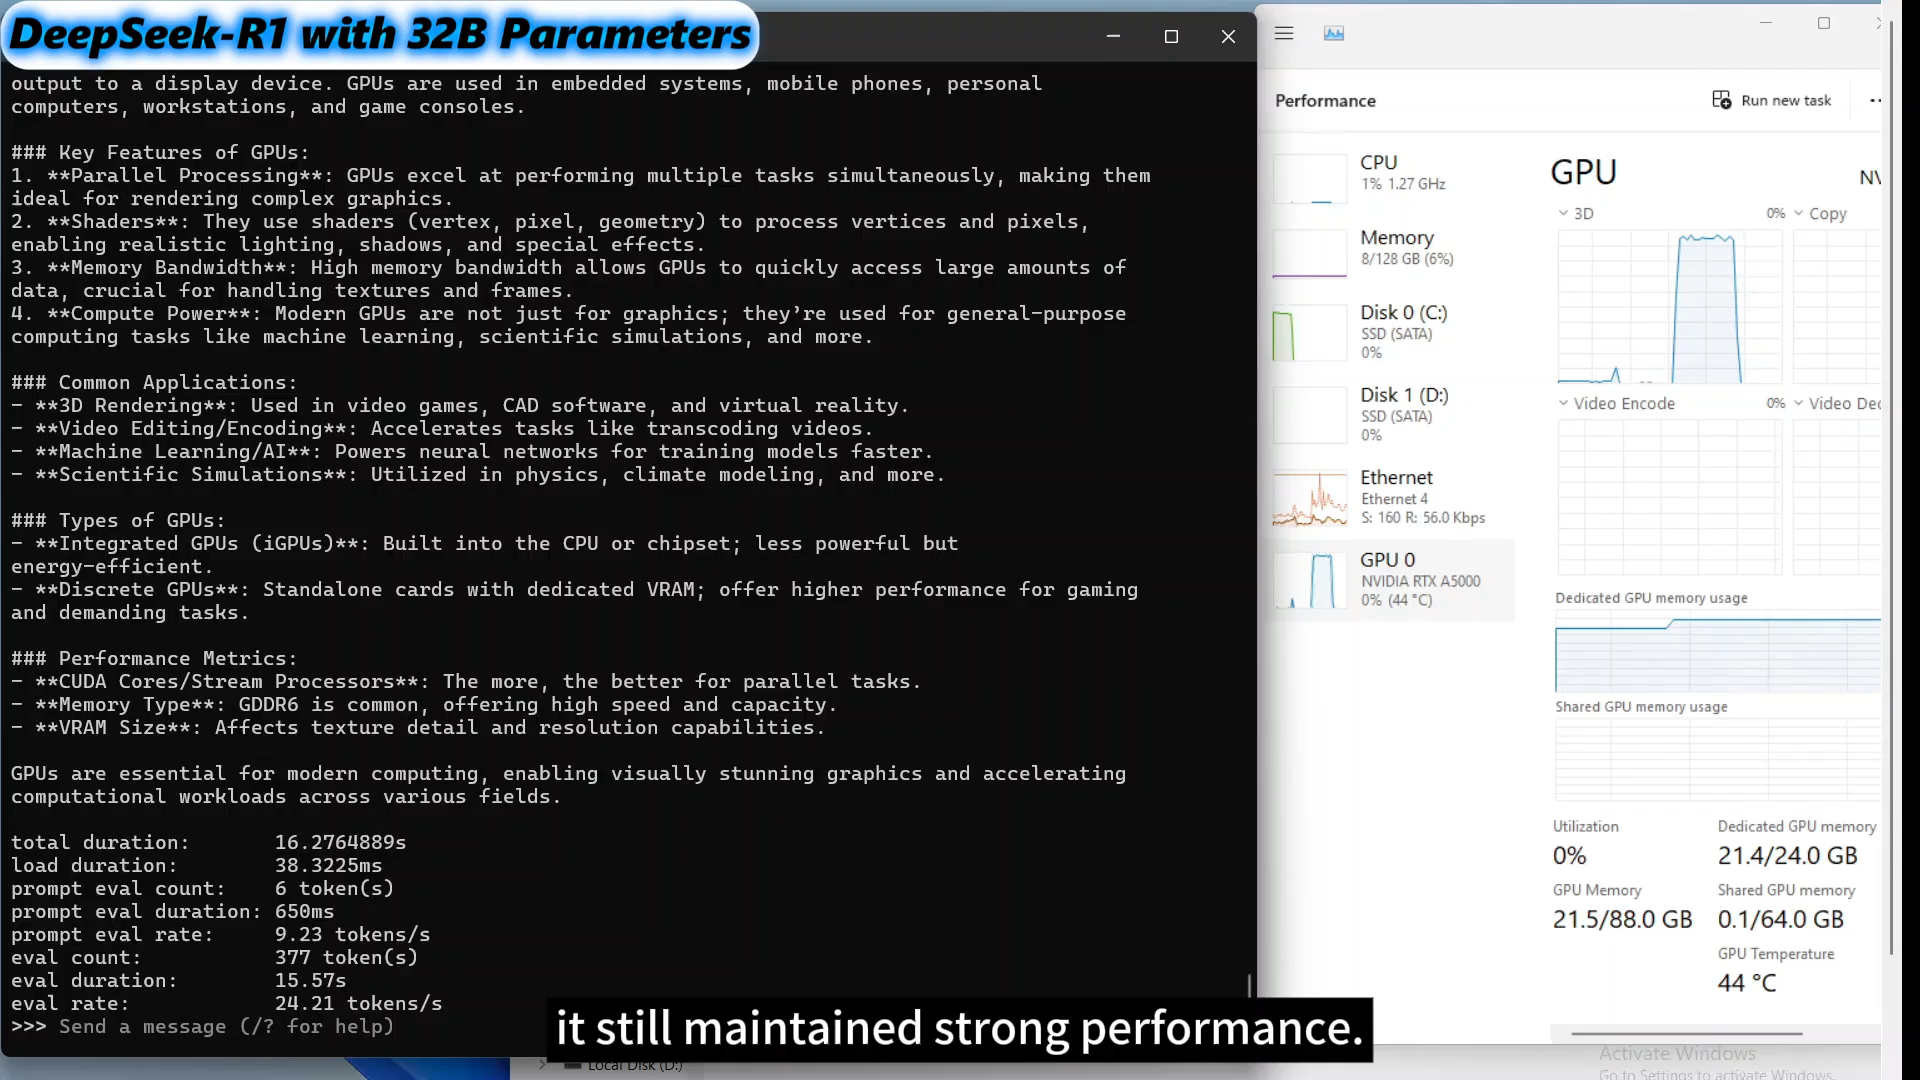 DeepSeek-R1 with 32B Parameters
output to a display device. GPUs are used in embedded systems, mobile phones, personal
computers, workstations, and game consoles.
### Key Features of GPUs:
1. **Parallel Processing**: GPUs excel at performing multiple tasks simultaneously, making them
ideal for rendering complex graphics.
2. **Shaders**: They use shaders (vertex, pixel, geometry) to process vertices and pixels,
enabling realistic lighting, shadows, and special effects.
3. **Memory Bandwidth**: High memory bandwidth allows GPUs to quickly access large amounts of
data, crucial for handling textures and frames.
4. **Compute Power**: Modern GPUs are not just for graphics; they’re used for general-purpose
computing tasks like machine learning, scientific simulations, and more.
### Common Applications:
- **3D Rendering**: Used in video games, CAD software, and virtual reality.
- **Video Editing/Encoding**: Accelerates tasks like transcoding videos.
- **Machine Learning/AI**: Powers neural networks for training models faster.
- **Scientific Simulations**: Utilized in physics, climate modeling, and more.
### Types of GPUs:
- **Integrated GPUs (iGPUs)**: Built into the CPU or chipset; less powerful but
energy-efficient.
- **Discrete GPUs**: Standalone cards with dedicated VRAM; offer higher performance for gaming
and demanding tasks.
### Performance Metrics:
- **CUDA Cores/Stream Processors**: The more, the better for parallel tasks.
- **Memory Type**: GDDR6 is common, offering high speed and capacity.
- **VRAM Size**: Affects texture detail and resolution capabilities.
GPUs are essential for modern computing, enabling visually stunning graphics and accelerating
computational workloads across various fields.
total duration: 16.2764889s
load duration: 38.3225ms
prompt eval count: 6 token(s)
prompt eval duration: 650ms
prompt eval rate: 9.23 tokens/s
eval count: 377 token(s)
eval duration: 15.57s
eval rate: 24.21 tokens/s
>>> Send a message (/? for help)
it still maintained strong performance.
Local Disk (D:)
Performance
Run new task
CPU
1% 1.27 GHz
Memory
8/128 GB (6%)
Disk 0 (C:)
SSD (SATA)
0%
Disk 1 (D:)
SSD (SATA)
0%
Ethernet
Ethernet 4
S: 160 R: 56.0 Kbps
GPU 0
NVIDIA RTX A5000
0% (44 °C)
GPU NV
3D 0% Copy
Video Encode 0% Video Dec
Dedicated GPU memory usage
Shared GPU memory usage
Utilization
0%
Dedicated GPU memory
21.4/24.0 GB
GPU Memory
21.5/88.0 GB
Shared GPU memory
0.1/64.0 GB
GPU Temperature
44 °C
Activate Windows
Go to Settings to activate Windows.